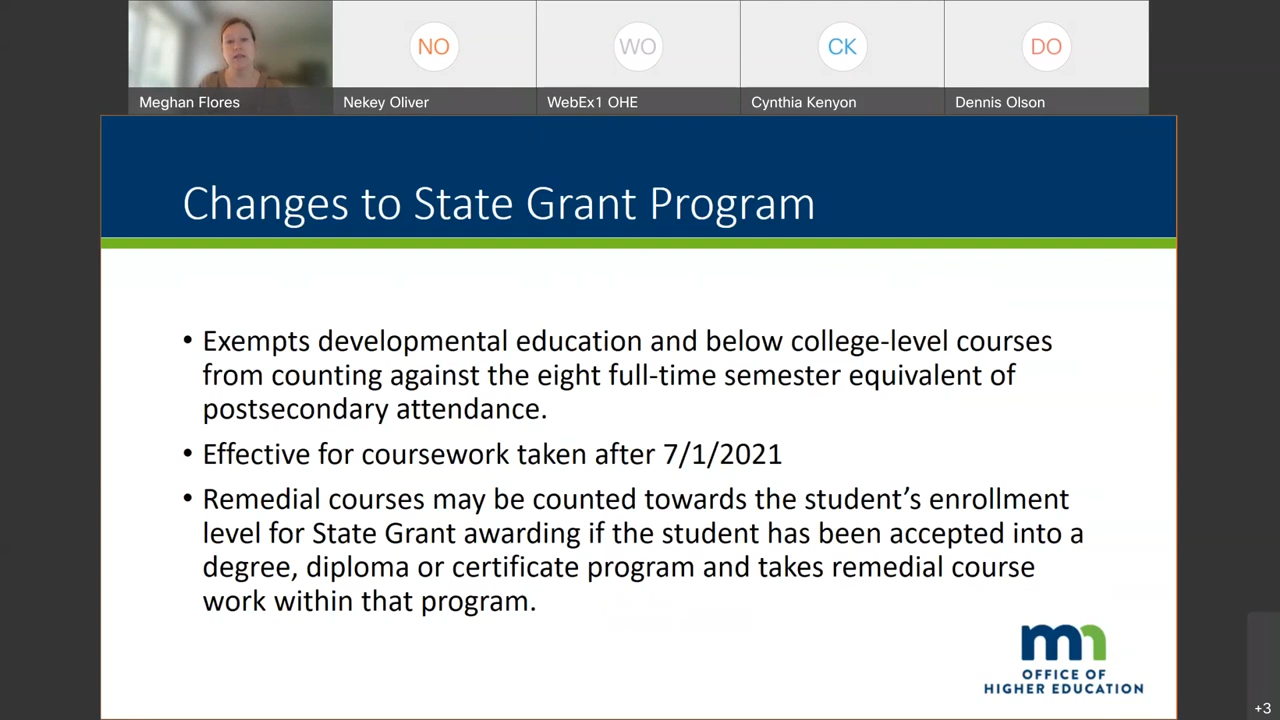 NO
WO
CK
DO
Meghan Flores
Nekey Oliver
WebEx1 OHE
Cynthia Kenyon
Dennis Olson
Changes to State Grant Program
• Exempts developmental education and below college-level courses
from counting against the eight full-time semester equivalent of
postsecondary attendance.
• Effective for coursework taken after 7/1/2021
• Remedial courses may be counted towards the student’s enrollment
level for State Grant awarding if the student has been accepted into a
degree, diploma or certificate program and takes remedial course
work within that program.
mn
OFFICE OF
HIGHER EDUCATION
+3